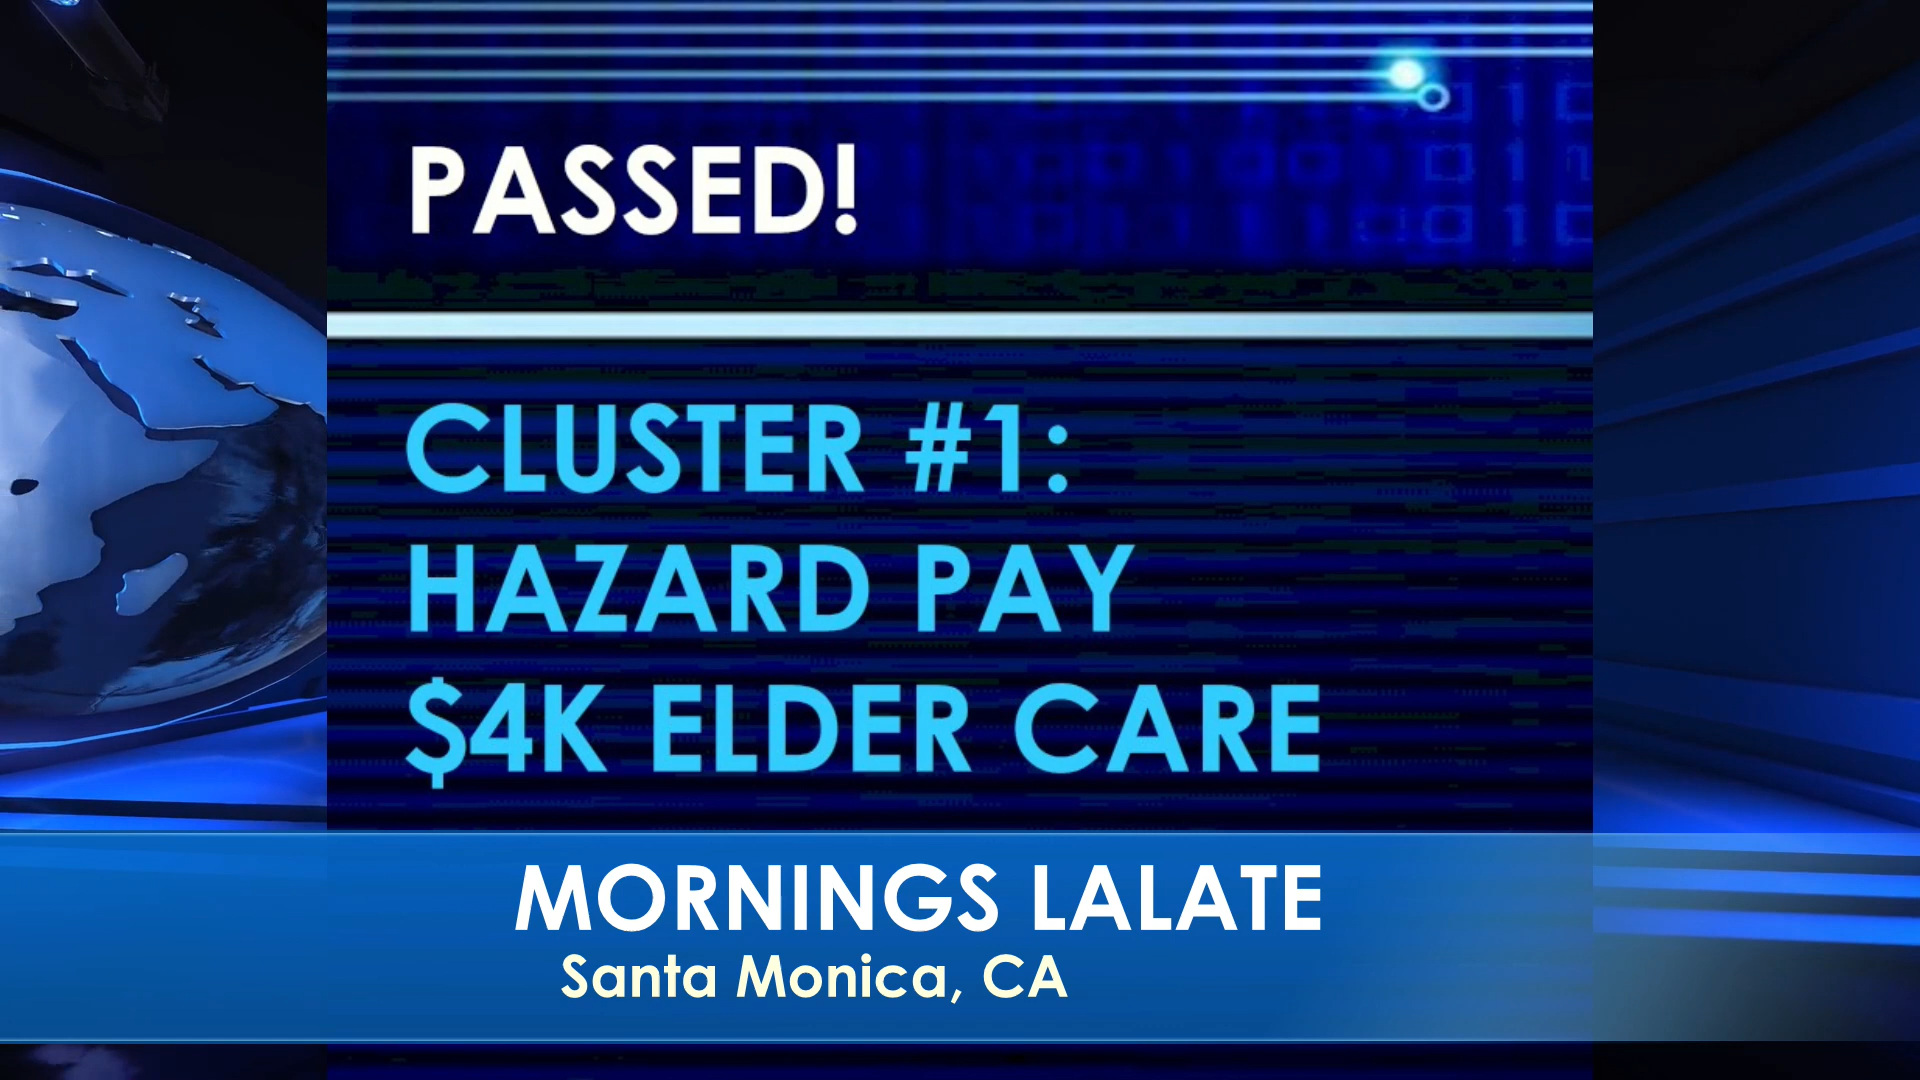 PASSED!
CLUSTER #1:
HAZARD PAY
$4K ELDER CARE
MORNINGS LALATE
Santa Monica, CA